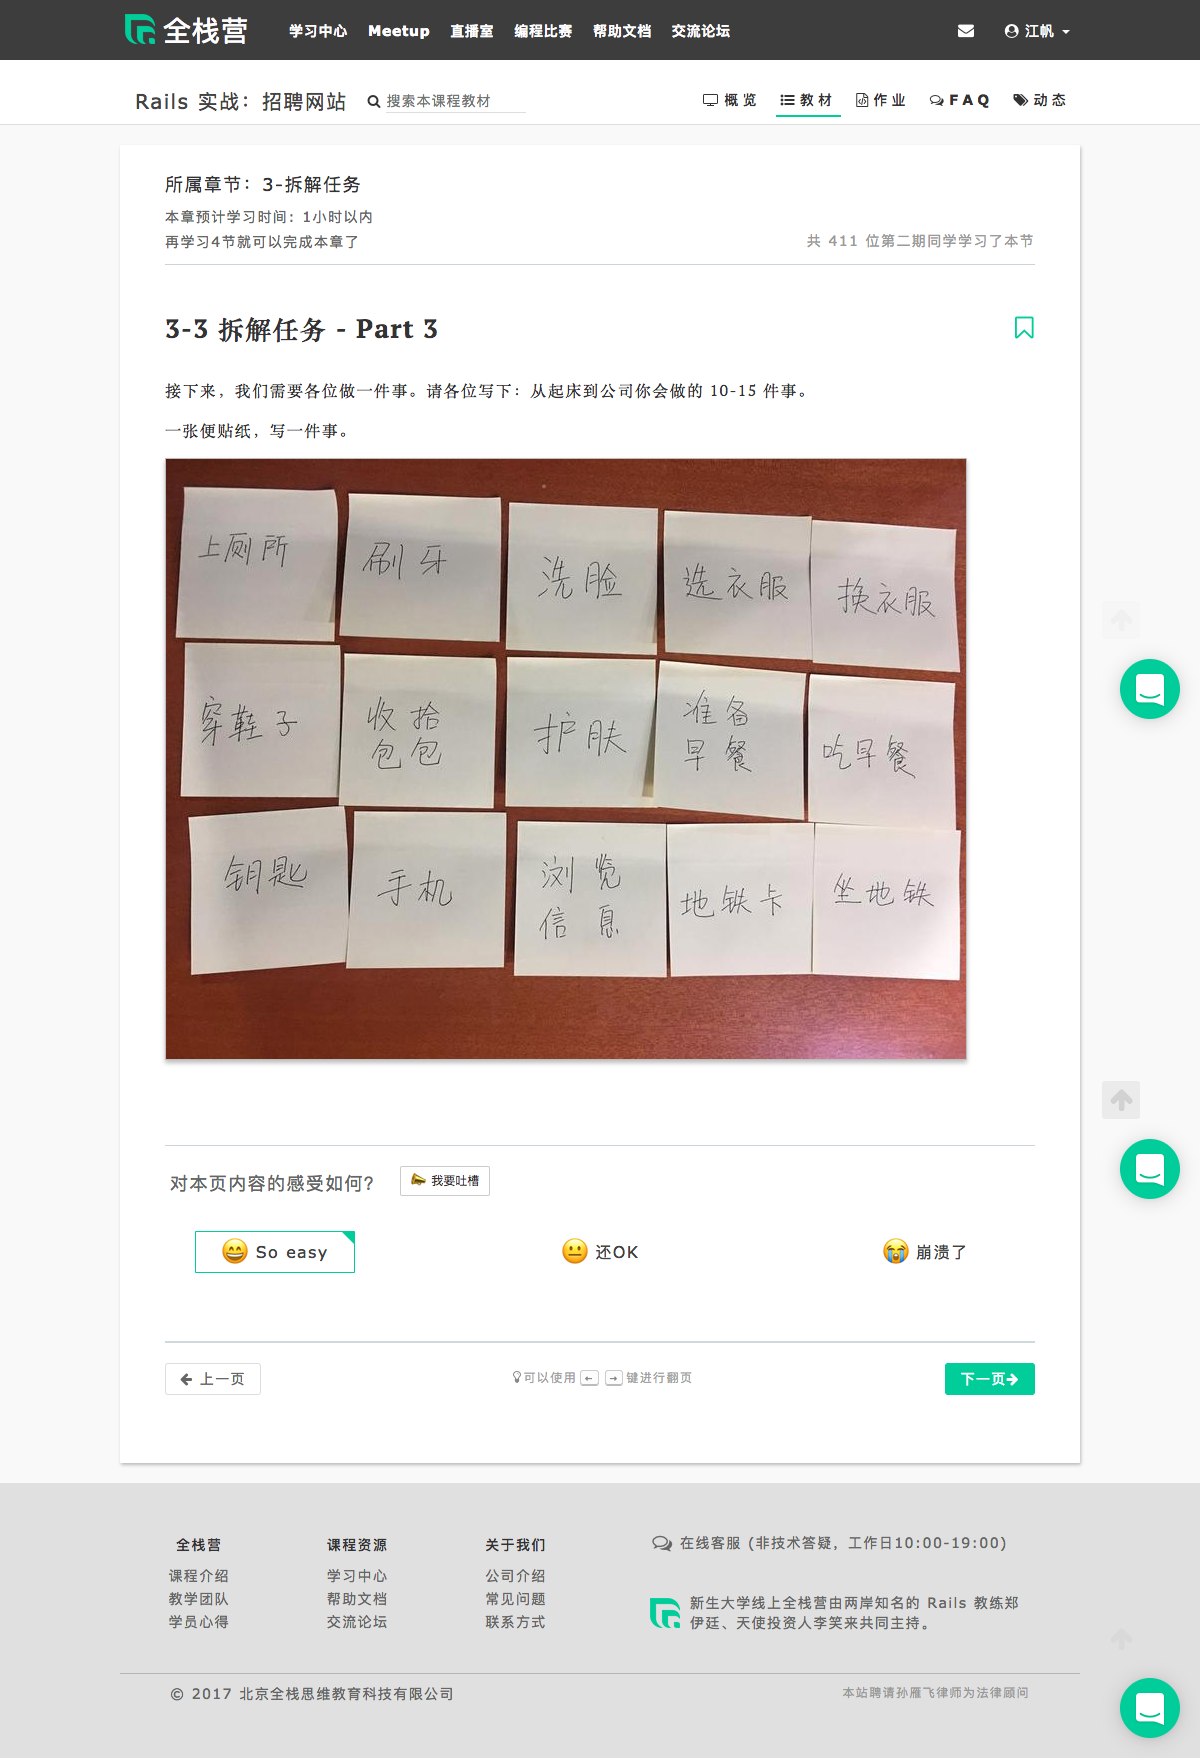 全栈营
学习中心 Meetup 直播室 编程比赛 帮助文档 交流论坛
江帆
Rails 实战：招聘网站
搜索本课程教材
概览 教材 作业 FAQ 动态
所属章节：3-拆解任务
本章预计学习时间：1小时以内
再学习4节就可以完成本章了
共 411 位第二期同学学习了本节
3-3 拆解任务 - Part 3
接下来，我们需要各位做一件事。请各位写下：从起床到公司你会做的 10-15 件事。
一张便贴纸，写一件事。
上厕所
刷牙
洗脸
选衣服
换衣服
穿鞋子
收拾
包包
护肤
准备
早餐
吃早餐
钥匙
手机
浏览
信息
地铁卡
坐地铁
对本页内容的感受如何?
我要吐槽
So easy
还OK
崩溃了
上一页
可以使用 ← → 键进行翻页
下一页
全栈营
课程介绍
教学团队
学员心得
课程资源
学习中心
帮助文档
交流论坛
关于我们
公司介绍
常见问题
联系方式
在线客服 (非技术答疑，工作日10:00-19:00)
新生大学线上全栈营由两岸知名的 Rails 教练郑
伊廷、天使投资人李笑来共同主持。
© 2017 北京全栈思维教育科技有限公司
本站聘请孙雁飞律师为法律顾问